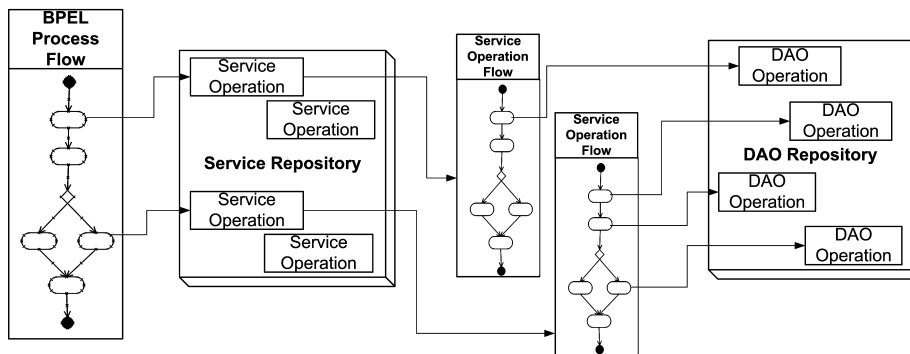 BPEL
Process
Flow
Service
Operation
Service
Operation
Service Repository
Service
Operation
Service
Operation
Service
Operation
Flow
Service
Operation
Flow
DAO
Operation
DAO
Operation
DAO Repository
DAO
Operation
DAO
Operation